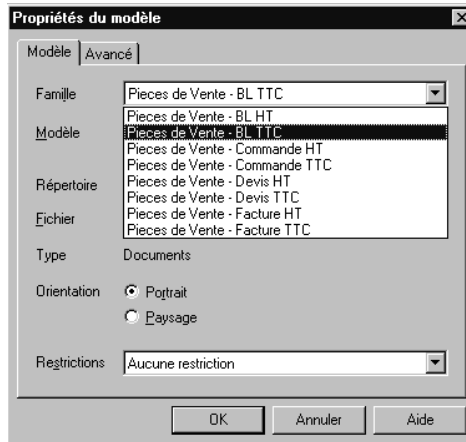 Propriétés du modèle
Modèle Avancé
Famille Pieces de Vente - BL TTC
Pieces de Vente - BL HT
Modèle Pieces de Vente - BL TTC
Pieces de Vente - Commande HT
Pieces de Vente - Commande TTC
Répertoire Pieces de Vente - Devis HT
Pieces de Vente - Devis TTC
Fichier Pieces de Vente - Facture HT
Pieces de Vente - Facture TTC
Type Documents
Orientation Portrait
Paysage
Restrictions Aucune restriction
OK Annuler Aide